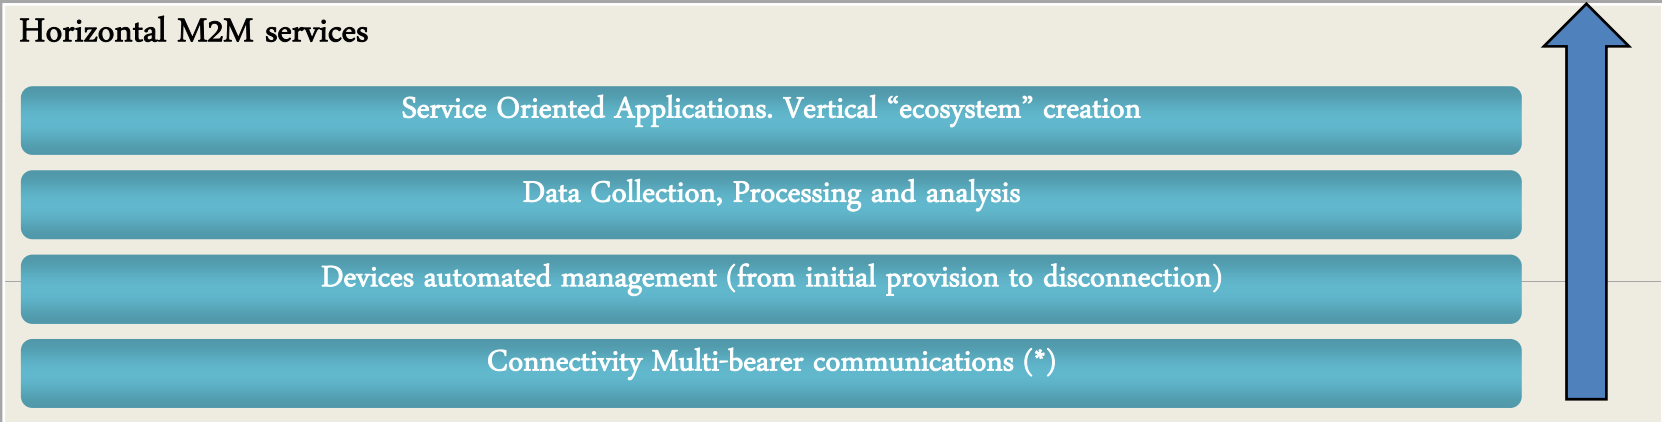 Horizontal M2M services
Service Oriented Applications. Vertical “ecosystem” creation
Data Collection, Processing and analysis
Devices automated management (from initial provision to disconnection)
Connectivity Multi-bearer communications (*)